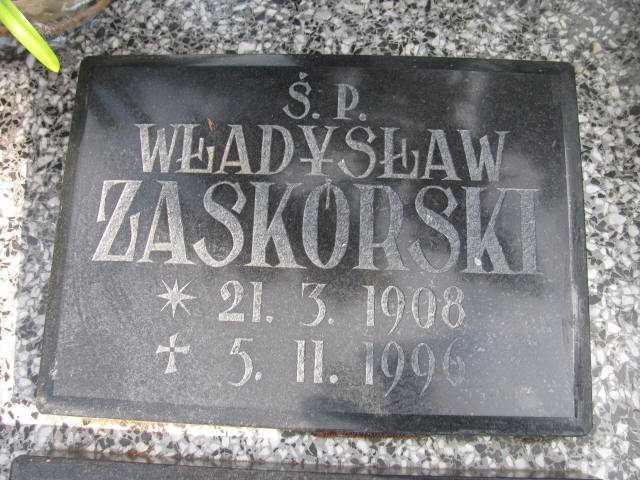 Ś. P.
WŁADYSŁAW
ZASKÓRSKI
* 21. 3. 1908
✝ 5. 11. 1996